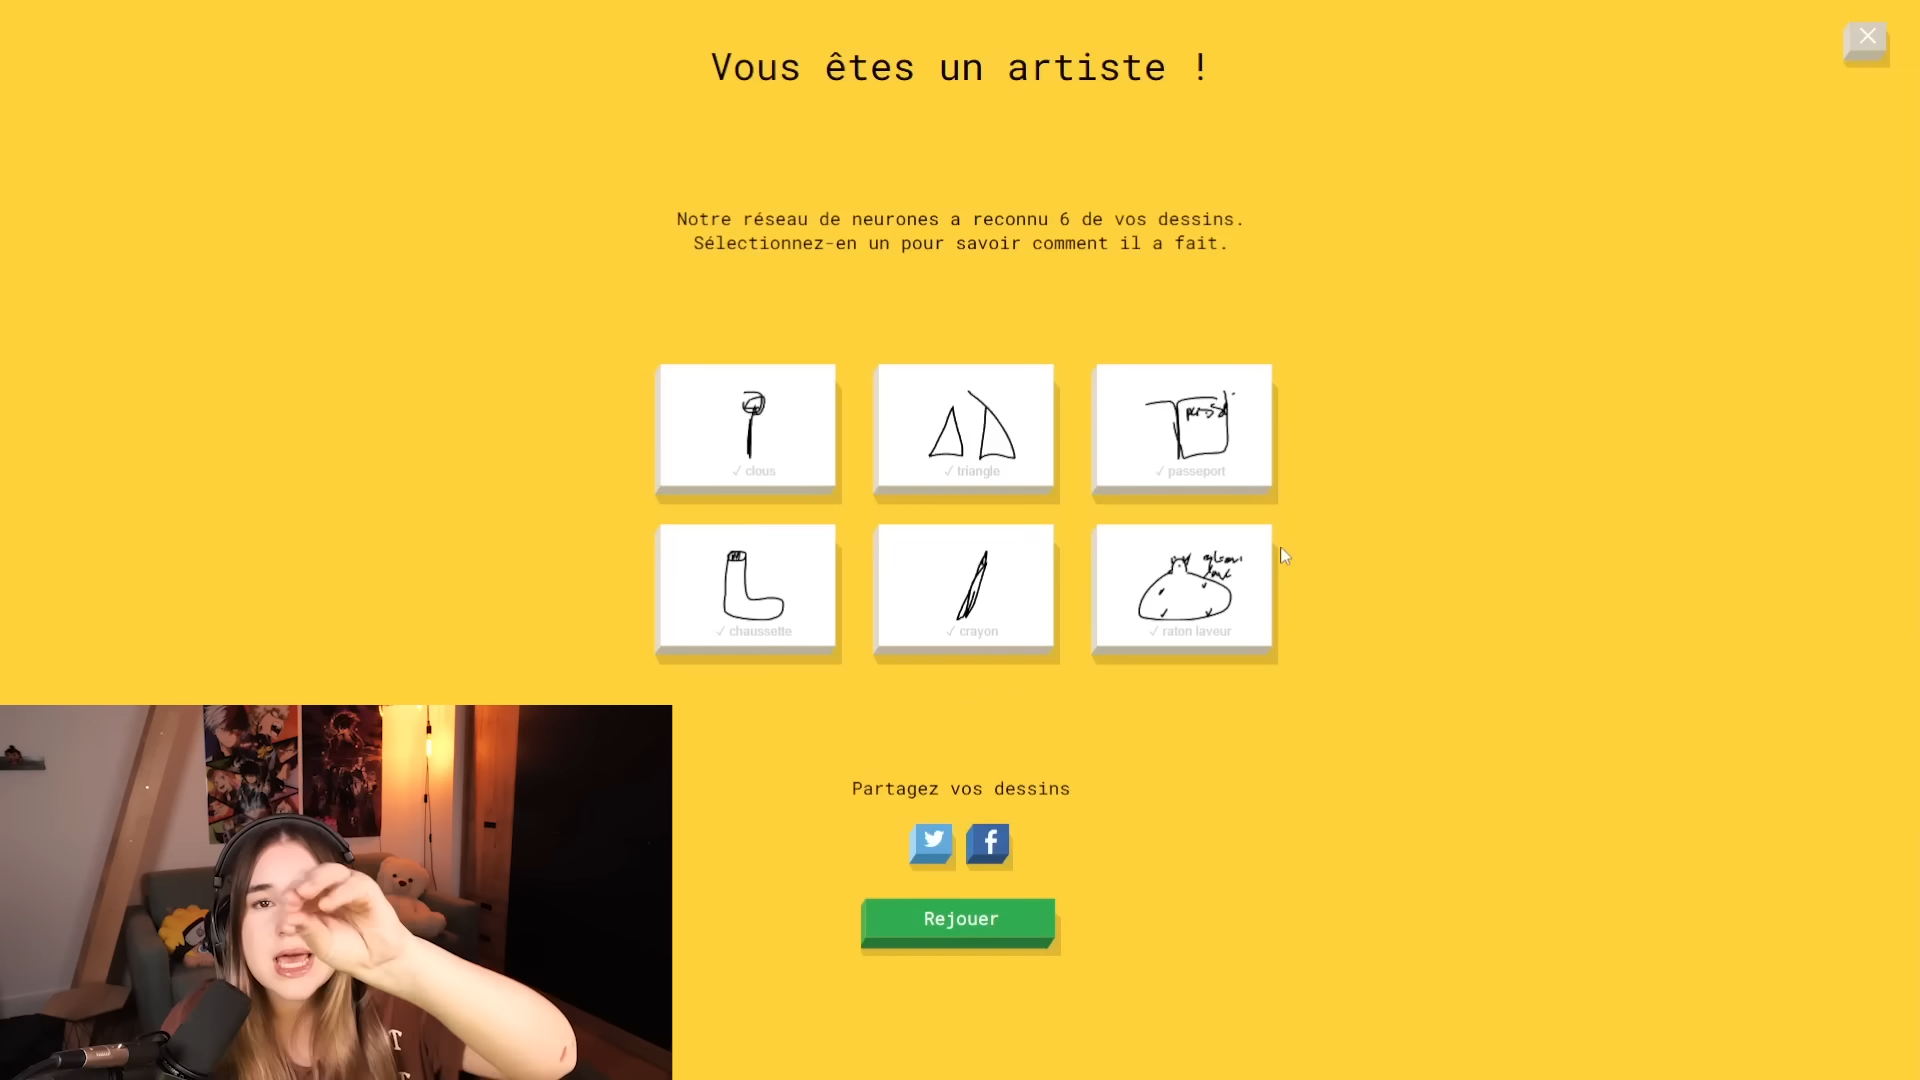 Vous êtes un artiste !
Notre réseau de neurones a reconnu 6 de vos dessins.
Sélectionnez-en un pour savoir comment il a fait.
✓ clous
✓ triangle
✓ passeport
✓ chaussette
✓ crayon
✓ raton laveur
Partagez vos dessins
Rejouer